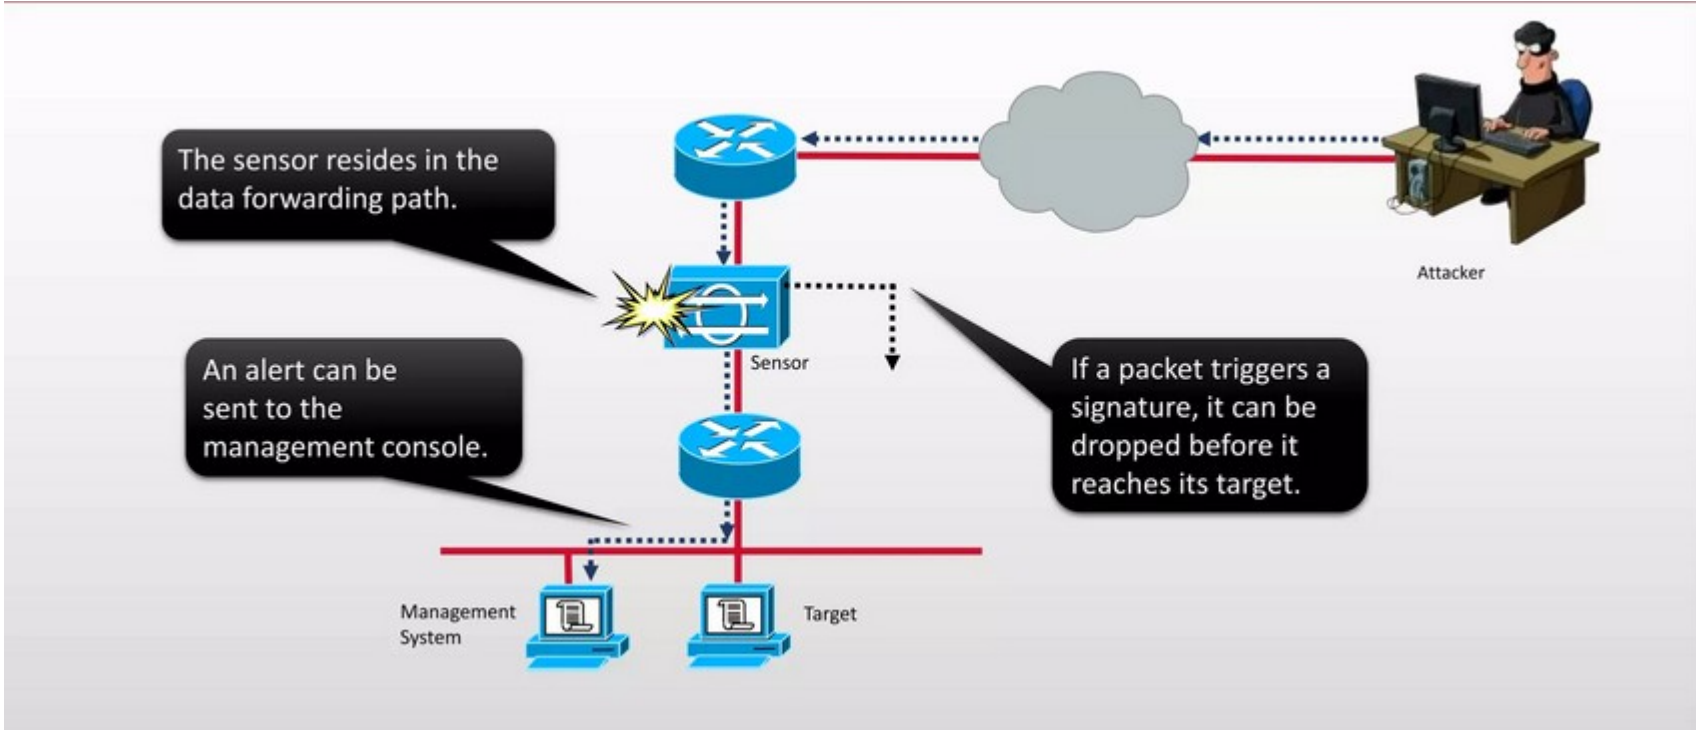 The sensor resides in the
data forwarding path.
Attacker
Sensor
An alert can be
sent to the
management console.
If a packet triggers a
signature, it can be
dropped before it
reaches its target.
Management
System
Target